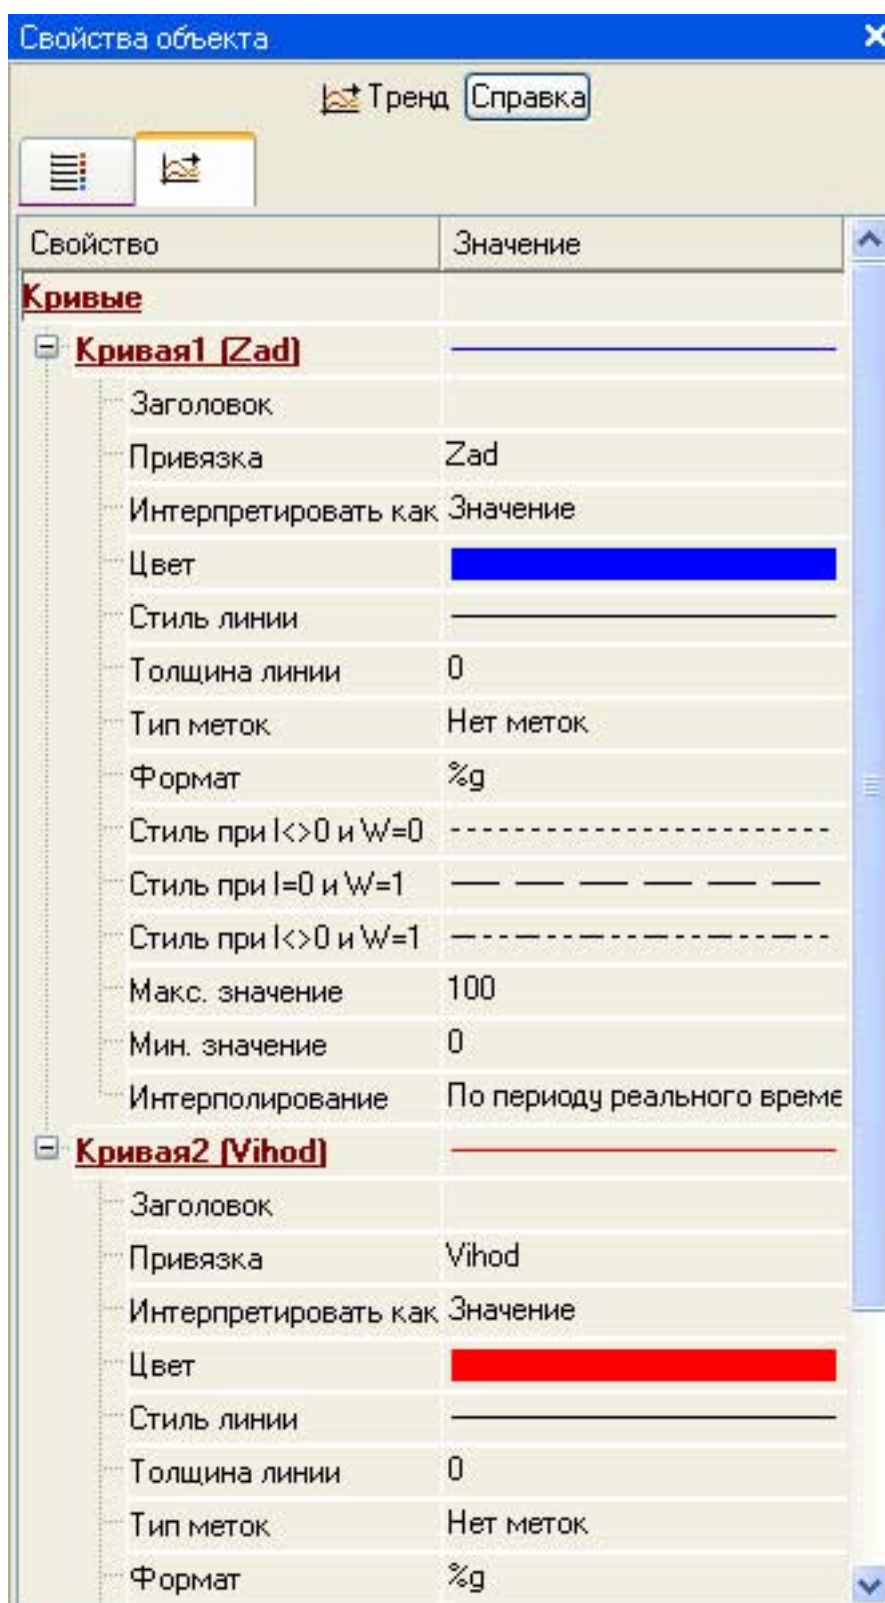 Свойства объекта
Тренд Справка
Свойство Значение
Кривые
Кривая1 (Zad)
Заголовок
Привязка Zad
Интерпретировать как Значение
Цвет
Стиль линии
Толщина линии 0
Тип меток Нет меток
Формат %g
Стиль при I<>0 и W=0
Стиль при I=0 и W=1
Стиль при I<>0 и W=1
Макс. значение 100
Мин. значение 0
Интерполирование По периоду реального време
Кривая2 (Vihod)
Заголовок
Привязка Vihod
Интерпретировать как Значение
Цвет
Стиль линии
Толщина линии 0
Тип меток Нет меток
Формат %g